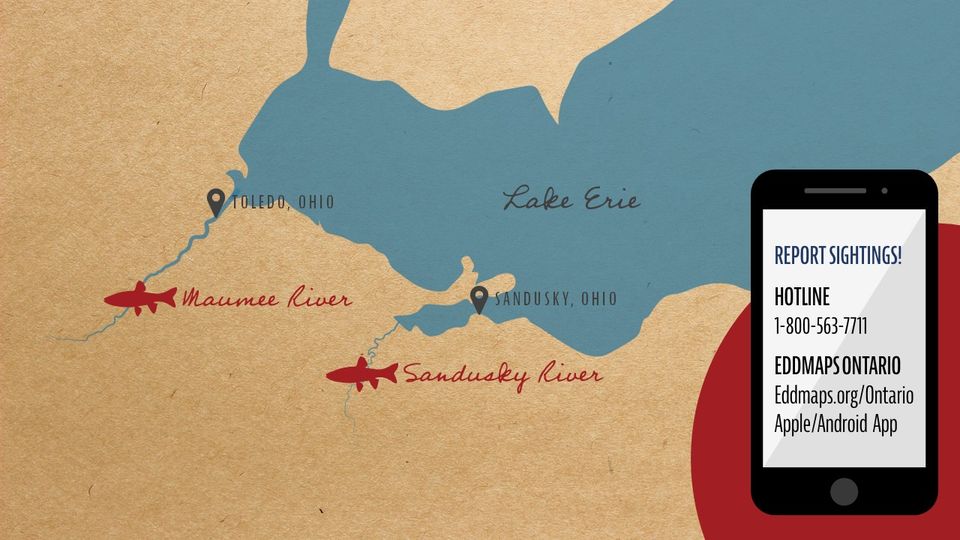 Lake Erie
TOLEDO, OHIO
Maumee River
SANDUSKY, OHIO
Sandusky River
REPORT SIGHTINGS!
HOTLINE
1-800-563-7711
EDDMAPS ONTARIO
Eddmaps.org/Ontario
Apple/Android App